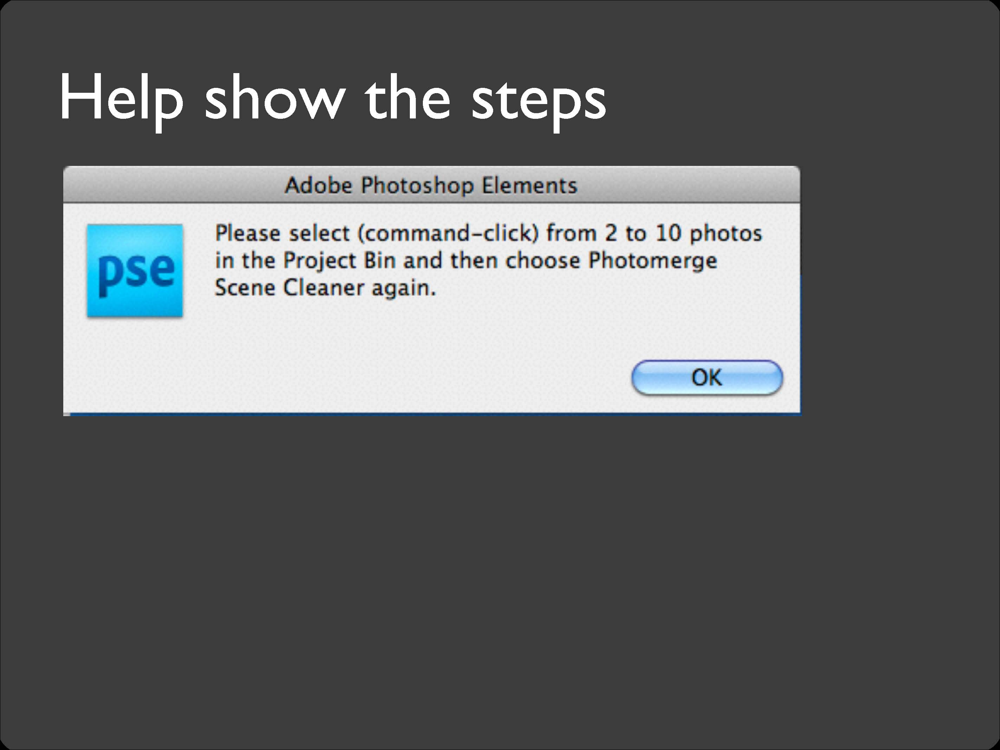 Help show the steps
Adobe Photoshop Elements
pse
Please select (command-click) from 2 to 10 photos
in the Project Bin and then choose Photomerge
Scene Cleaner again.
OK